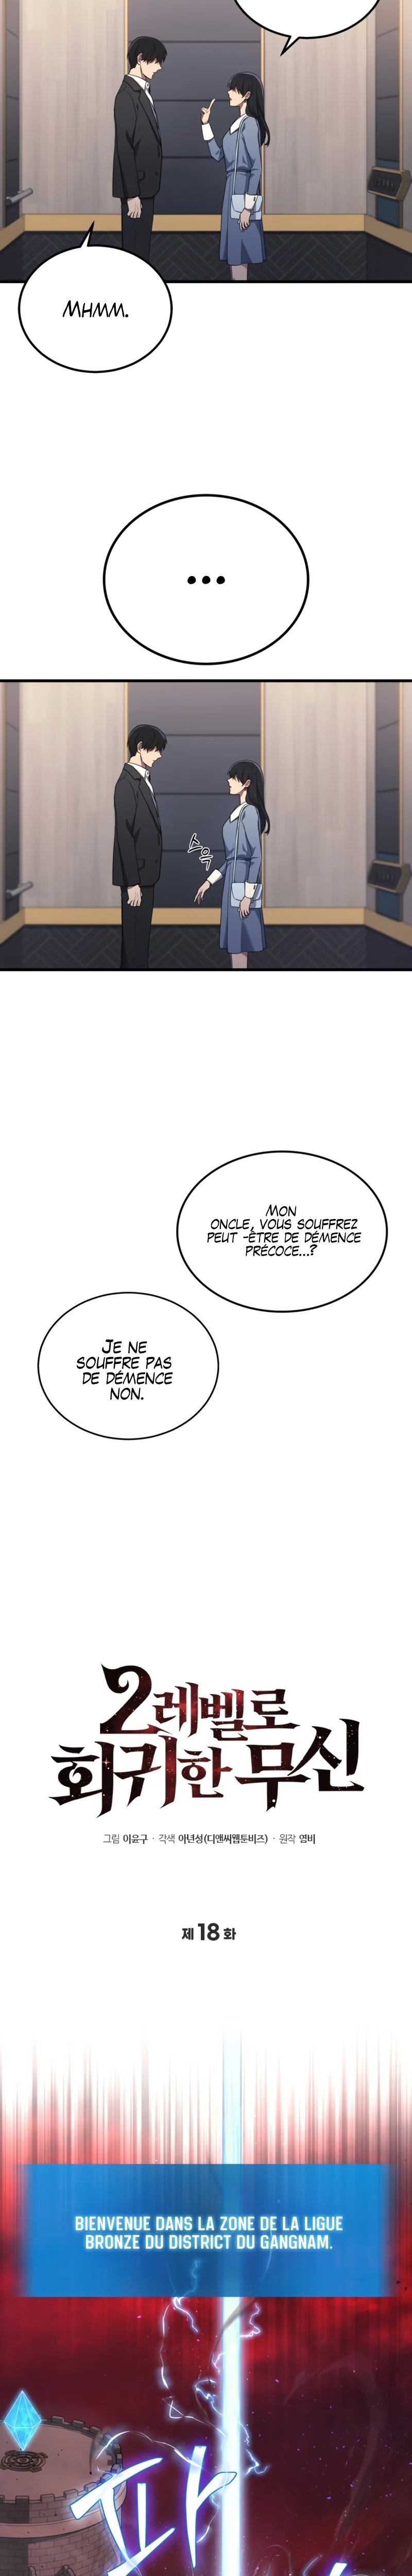 Mhmm.
...
스윽
Mon
oncle, vous souffrez
peut -être de démence
précoce...?
Je ne
souffre pas
de démence
non.
2레벨로
회귀한 무신
그림 이윤구 · 각색 아년성(디앤씨웹툰비즈) · 원작 염비
제 18 화
BIENVENUE DANS LA ZONE DE LA LIGUE
BRONZE DU DISTRICT DU GANGNAM.
파